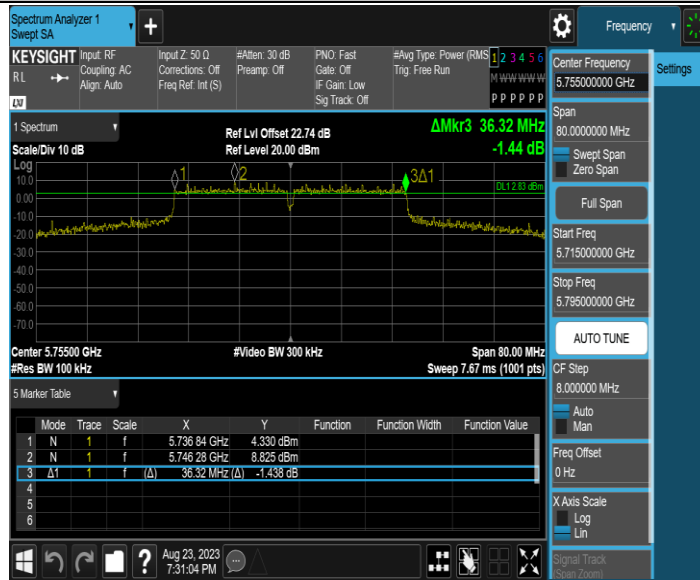 Spectrum Analyzer 1
Swept SA
Frequency
KEYSIGHT
Input: RF
Coupling: AC
Align: Auto
Input Z: 50 Ω
Corrections: Off
Freq Ref: Int (S)
#Atten: 30 dB
Preamp: Off
PNO: Fast
Gate: Off
IF Gain: Low
Sig Track: Off
#Avg Type: Power (RMS
Trig: Free Run
1 2 3 4 5 6
M W W W W W
P P P P P P
R L
LXI
Center Frequency
5.755000000 GHz
Settings
Span
80.0000000 MHz
Swept Span
Zero Span
Full Span
Start Freq
5.715000000 GHz
Stop Freq
5.795000000 GHz
AUTO TUNE
CF Step
8.000000 MHz
Auto
Man
Freq Offset
0 Hz
X Axis Scale
Log
Lin
Signal Track
(Span Zoom)
1 Spectrum
Scale/Div 10 dB
Ref Lvl Offset 22.74 dB
Ref Level 20.00 dBm
ΔMkr3 36.32 MHz
-1.44 dB
Log
10.0
0.00
-10.0
-20.0
-30.0
-40.0
-50.0
-60.0
-70.0
1
2
3Δ1
DL1 2.83 dBm
Center 5.75500 GHz
#Video BW 300 kHz
Span 80.00 MHz
#Res BW 100 kHz
Sweep 7.67 ms (1001 pts)
5 Marker Table
Mode Trace Scale X Y Function Function Width Function Value
1 N 1 f 5.736 84 GHz 4.330 dBm
2 N 1 f 5.746 28 GHz 8.825 dBm
3 Δ1 1 f (Δ) 36.32 MHz (Δ) -1.438 dB
4
5
6
Aug 23, 2023
7:31:04 PM